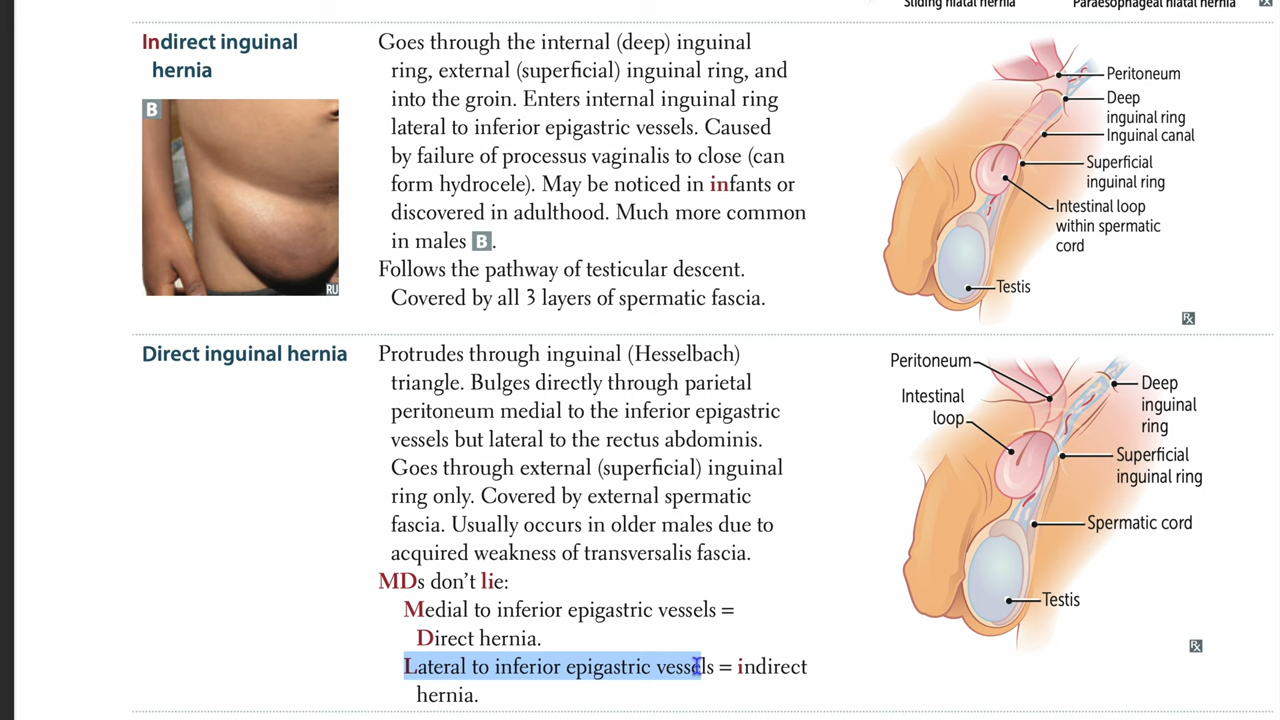 Sliding hiatal hernia
Paraesophageal hiatal hernia
Indirect inguinal
hernia
B
RU
Goes through the internal (deep) inguinal
ring, external (superficial) inguinal ring, and
into the groin. Enters internal inguinal ring
lateral to inferior epigastric vessels. Caused
by failure of processus vaginalis to close (can
form hydrocele). May be noticed in infants or
discovered in adulthood. Much more common
in males B.
Follows the pathway of testicular descent.
Covered by all 3 layers of spermatic fascia.
Peritoneum
Deep
inguinal ring
Inguinal canal
Superficial
inguinal ring
Intestinal loop
within spermatic
cord
Testis
Rx
Direct inguinal hernia
Protrudes through inguinal (Hesselbach)
triangle. Bulges directly through parietal
peritoneum medial to the inferior epigastric
vessels but lateral to the rectus abdominis.
Goes through external (superficial) inguinal
ring only. Covered by external spermatic
fascia. Usually occurs in older males due to
acquired weakness of transversalis fascia.
MDs don't lie:
Medial to inferior epigastric vessels =
Direct hernia.
Lateral to inferior epigastric vessels = indirect
hernia.
Peritoneum
Intestinal
loop
Deep
inguinal
ring
Superficial
inguinal ring
Spermatic cord
Testis
Rx